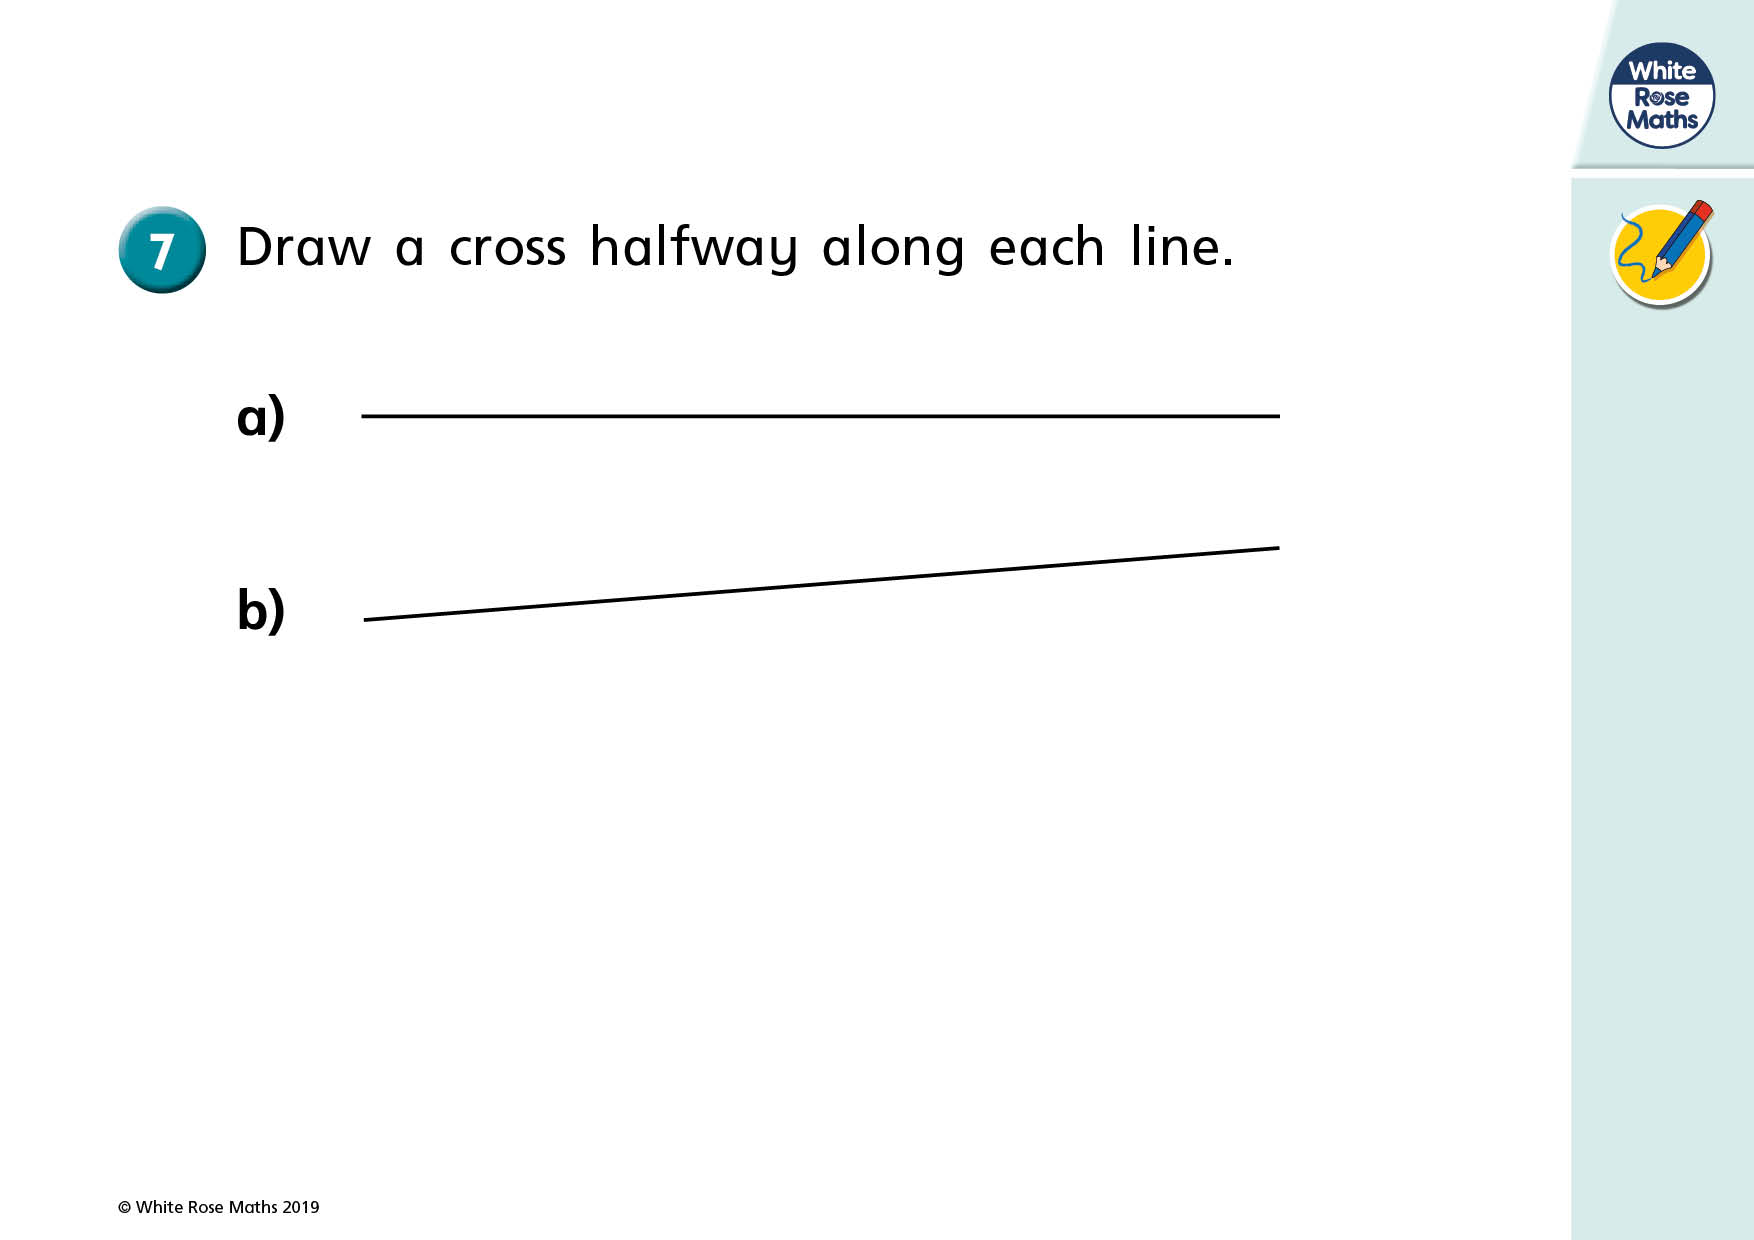 White
Rose
Maths
7 Draw a cross halfway along each line.
a)
b)
© White Rose Maths 2019